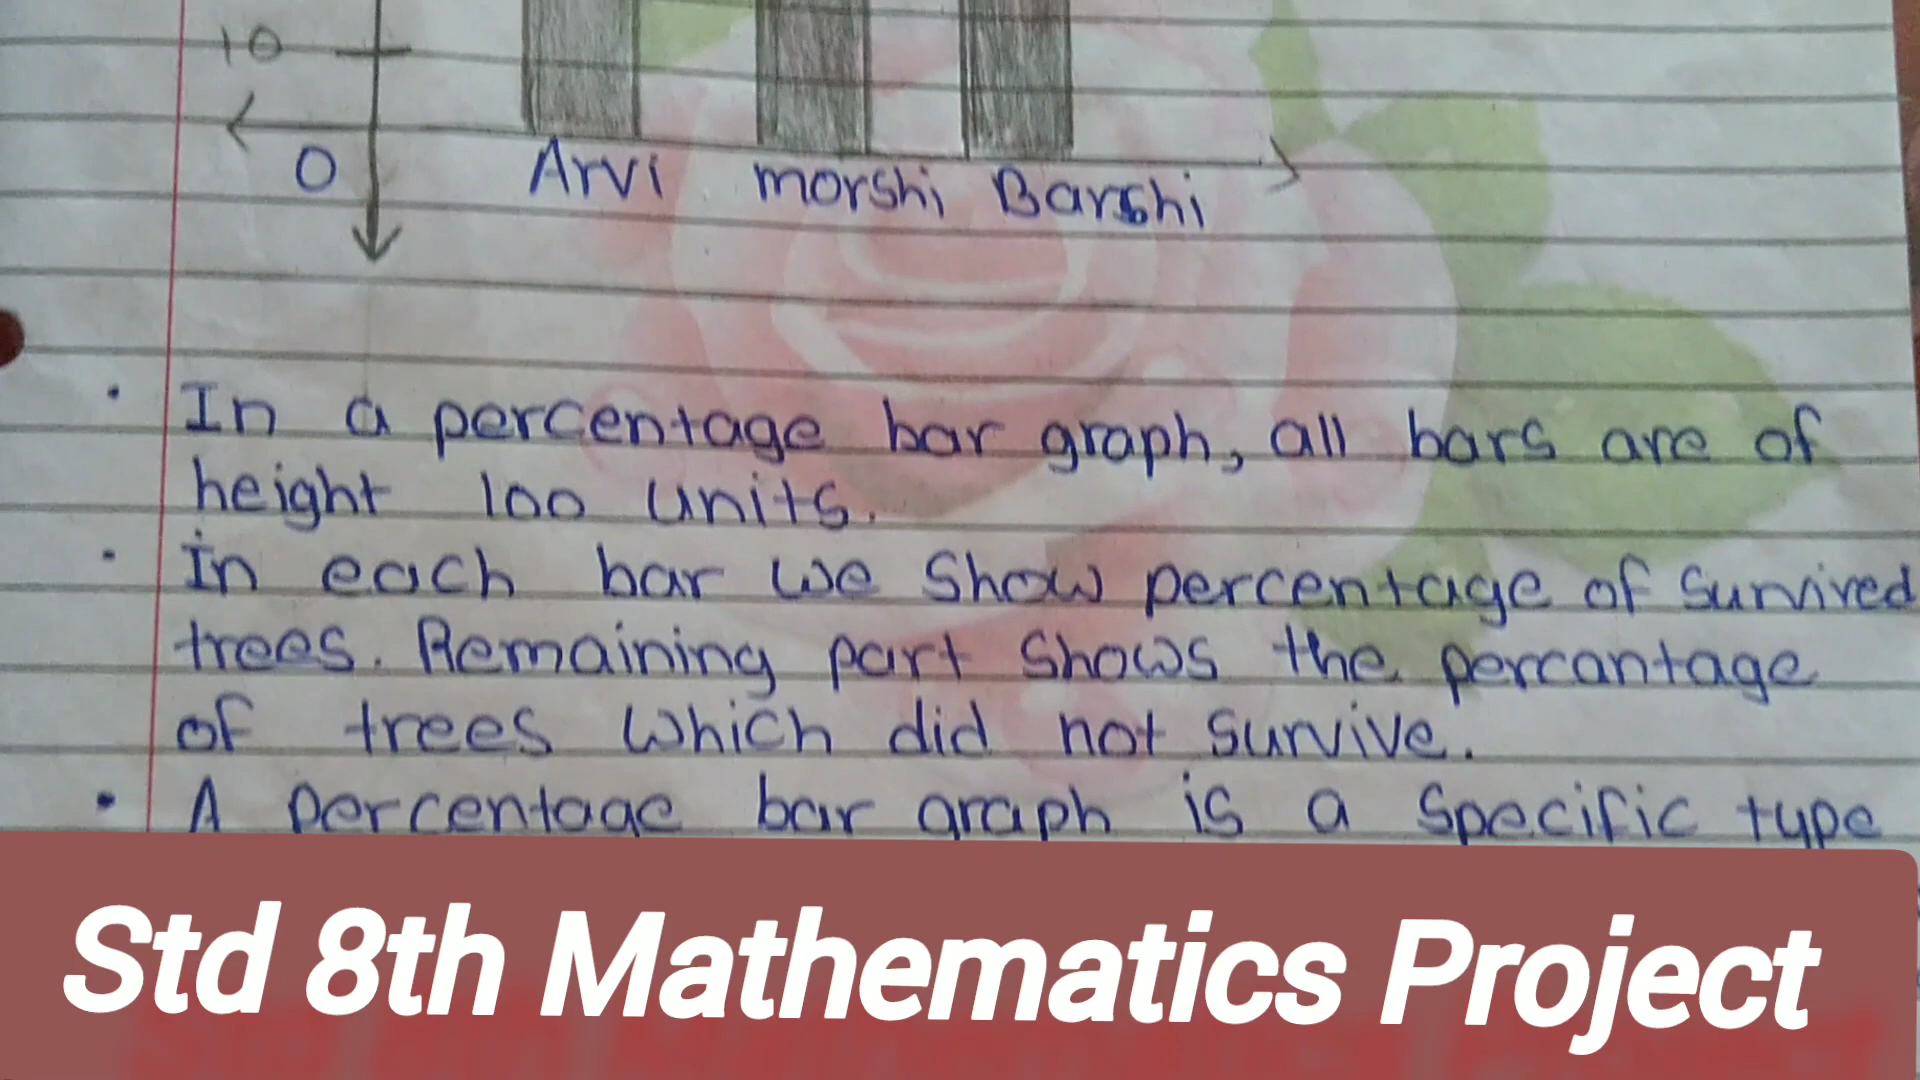 10
0 Arvi morshi Barshi
• In a percentage bar graph, all bars are of
height 100 units.
• In each bar we show percentage of survived
trees. Remaining part shows the percantage
of trees which did not survive.
• A percentage bar graph is a specific type
Std 8th Mathematics Project